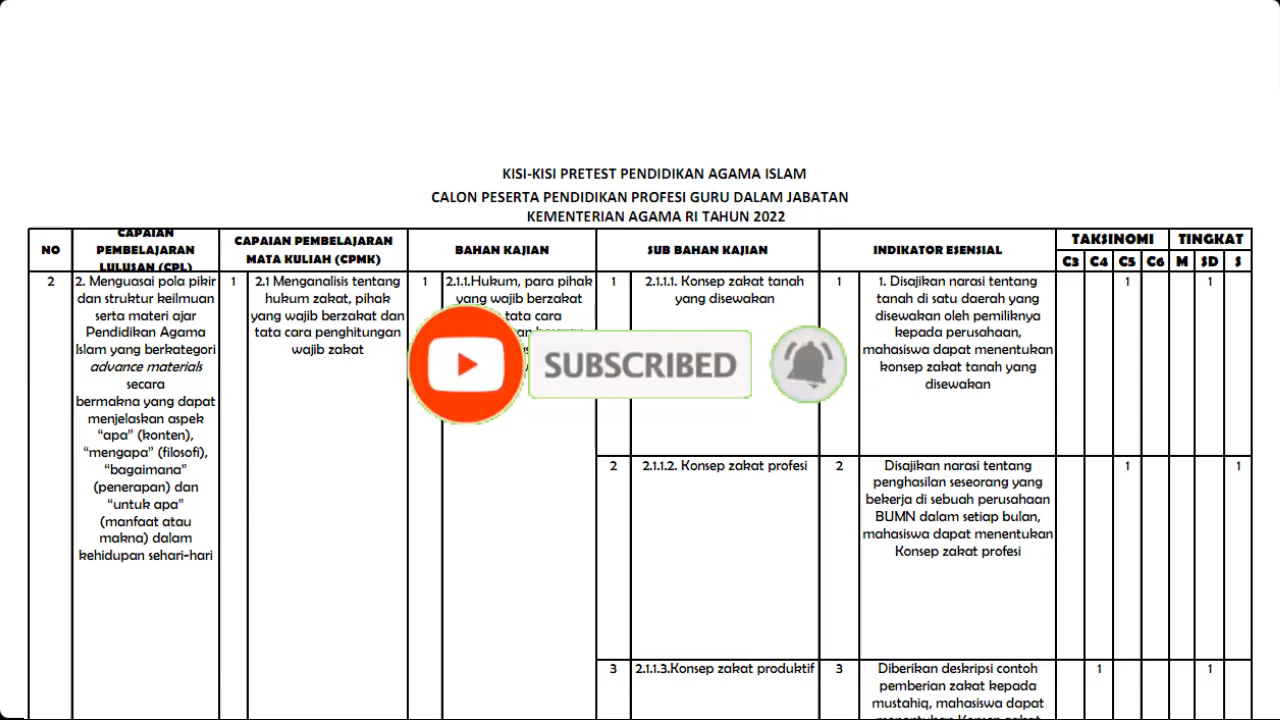 KISI-KISI PRETEST PENDIDIKAN AGAMA ISLAM
CALON PESERTA PENDIDIKAN PROFESI GURU DALAM JABATAN
KEMENTERIAN AGAMA RI TAHUN 2022
NO
CAPAIAN
PEMBELAJARAN
LULUSAN (CPL)
CAPAIAN PEMBELAJARAN
MATA KULIAH (CPMK)
BAHAN KAJIAN
SUB BAHAN KAJIAN
INDIKATOR ESENSIAL
TAKSINOMI
TINGKAT
C3 C4 C5 C6 M SD S
2
2. Menguasai pola pikir
dan struktur keilmuan
serta materi ajar
Pendidikan Agama
Islam yang berkategori
advance materials
secara
bermakna yang dapat
menjelaskan aspek
“apa” (konten),
“mengapa” (filosofi),
“bagaimana”
(penerapan) dan
“untuk apa”
(manfaat atau
makna) dalam
kehidupan sehari-hari
1
2.1 Menganalisis tentang
hukum zakat, pihak
yang wajib berzakat dan
tata cara penghitungan
wajib zakat
1
2.1.1.Hukum, para pihak
yang wajib berzakat
tata cara
1
2.1.1.1. Konsep zakat tanah
yang disewakan
1
1. Disajikan narasi tentang
tanah di satu daerah yang
disewakan oleh pemiliknya
kepada perusahaan,
mahasiswa dapat menentukan
konsep zakat tanah yang
disewakan
1
1
SUBSCRIBED
2
2.1.1.2. Konsep zakat profesi
2
Disajikan narasi tentang
penghasilan seseorang yang
bekerja di sebuah perusahaan
BUMN dalam setiap bulan,
mahasiswa dapat menentukan
Konsep zakat profesi
1
1
3
2.1.1.3.Konsep zakat produktif
3
Diberikan deskripsi contoh
pemberian zakat kepada
mustahiq, mahasiswa dapat
menentukan Konsep zakat
1
1